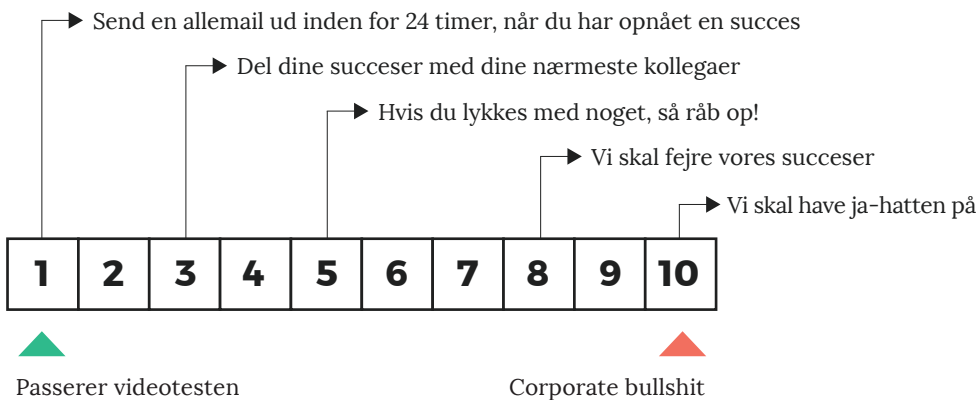 Send en allemail ud inden for 24 timer, når du har opnået en succes
Del dine succeser med dine nærmeste kollegaer
Hvis du lykkes med noget, så råb op!
Vi skal fejre vores succeser
Vi skal have ja-hatten på
1 2 3 4 5 6 7 8 9 10
Passerer videotesten
Corporate bullshit